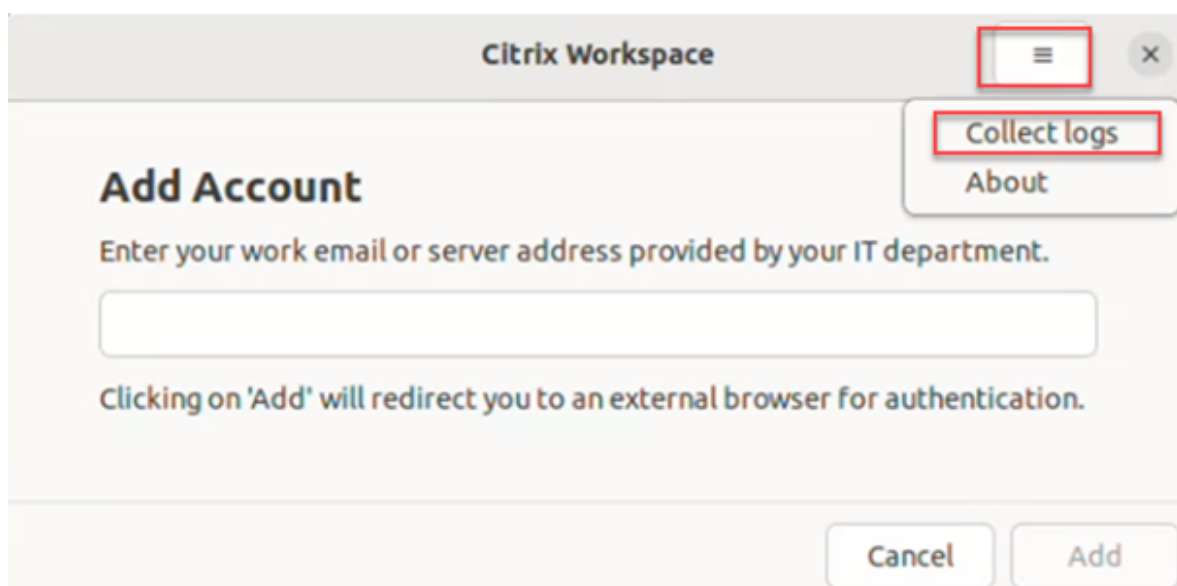 Citrix Workspace
Collect logs
About
Add Account
Enter your work email or server address provided by your IT department.
Clicking on 'Add' will redirect you to an external browser for authentication.
Cancel
Add